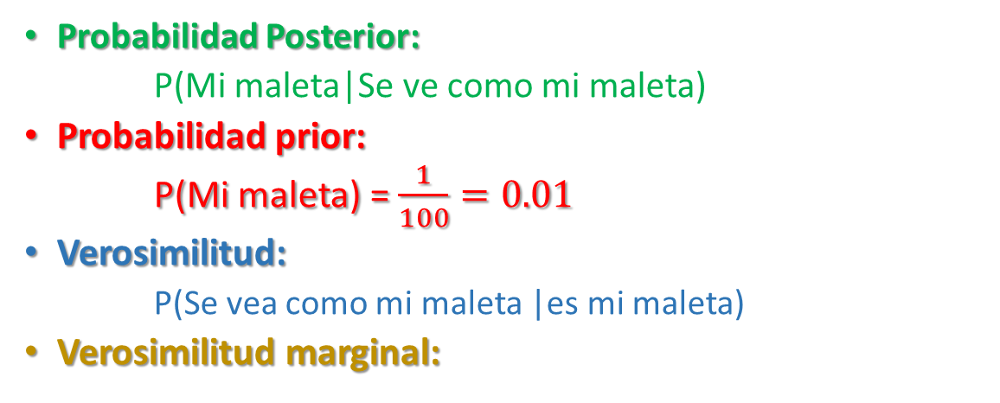 • Probabilidad Posterior:
P(Mi maleta|Se ve como mi maleta)
• Probabilidad prior:
P(Mi maleta) = 1/100 = 0.01
• Verosimilitud:
P(Se vea como mi maleta |es mi maleta)
• Verosimilitud marginal: